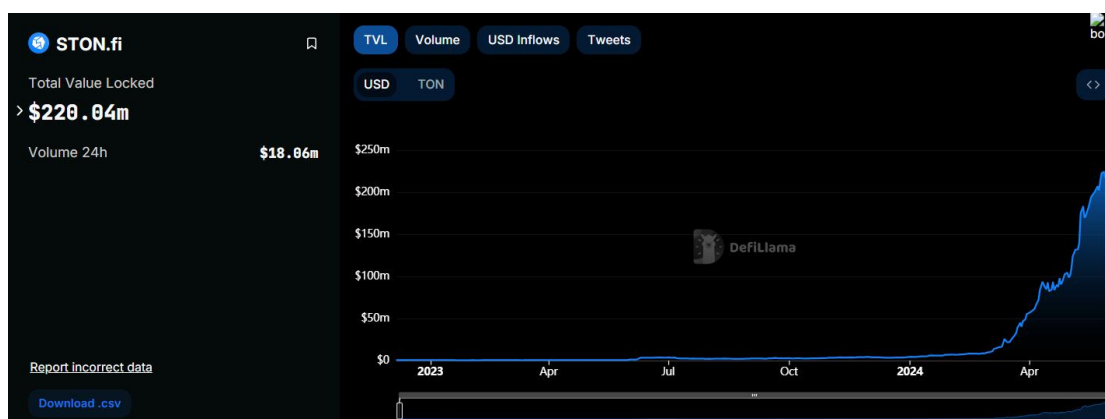 STON.fi
Total Value Locked
$220.04m
Volume 24h $18.06m
Report incorrect data
Download .csv
TVL Volume USD Inflows Tweets
USD TON
bo
<>
$250m
$200m
$150m
$100m
$50m
$0
2023 Apr Jul Oct 2024 Apr
DefiLlama